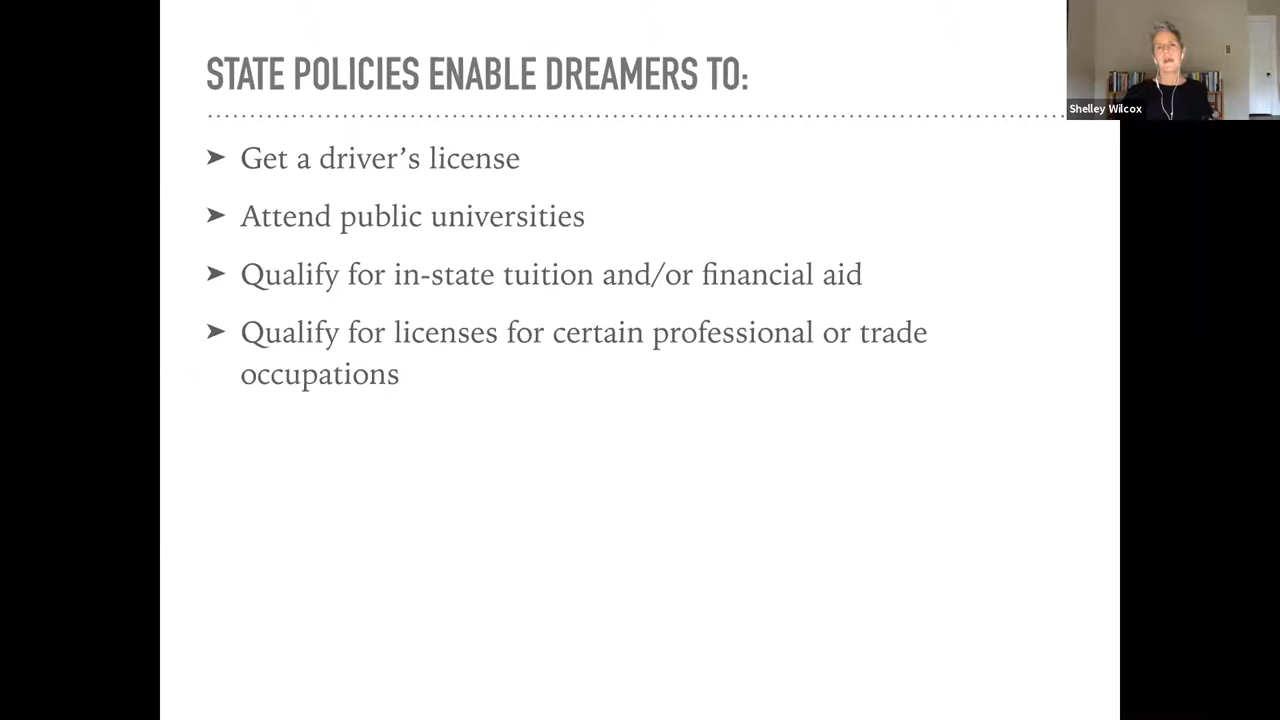 STATE POLICIES ENABLE DREAMERS TO:
➤ Get a driver’s license
➤ Attend public universities
➤ Qualify for in-state tuition and/or financial aid
➤ Qualify for licenses for certain professional or trade
occupations
Shelley Wilcox